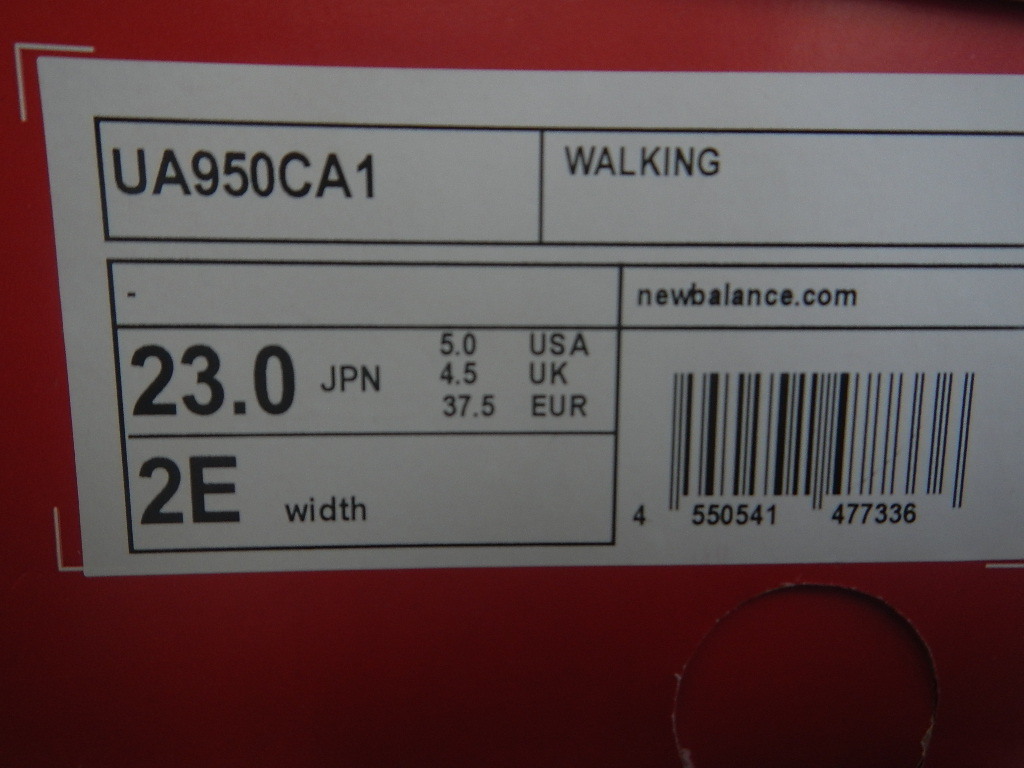 UA950CA1
WALKING
-
newbalance.com
23.0 JPN
5.0 USA
4.5 UK
37.5 EUR
2E width
4 550541 477336